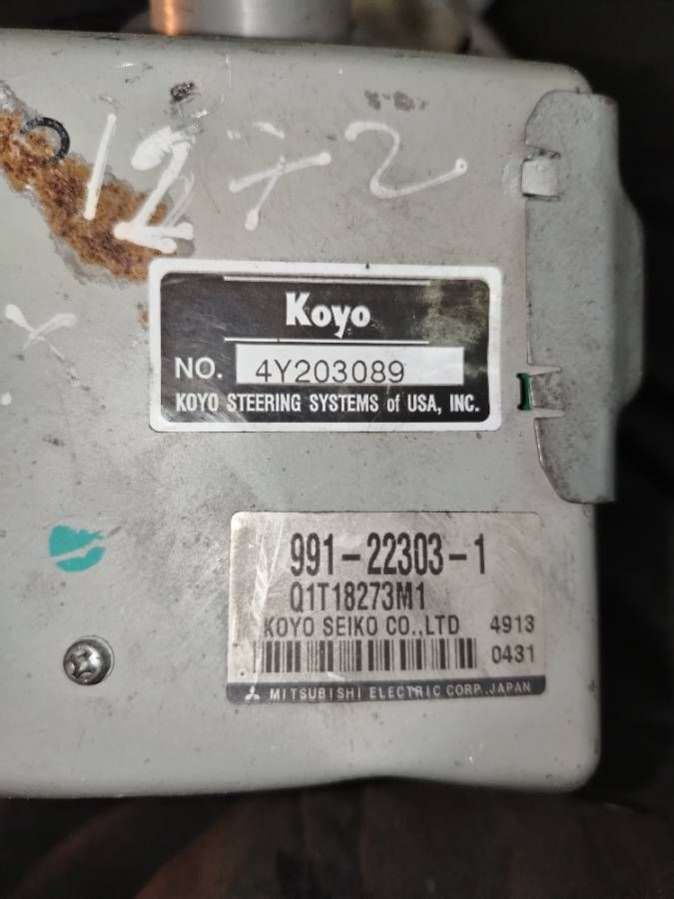 1272
Koyo
NO. 4Y203089
KOYO STEERING SYSTEMS of USA, INC.
991-22303-1
Q1T18273M1
KOYO SEIKO CO.,LTD 4913
0431
MITSUBISHI ELECTRIC CORP.,JAPAN